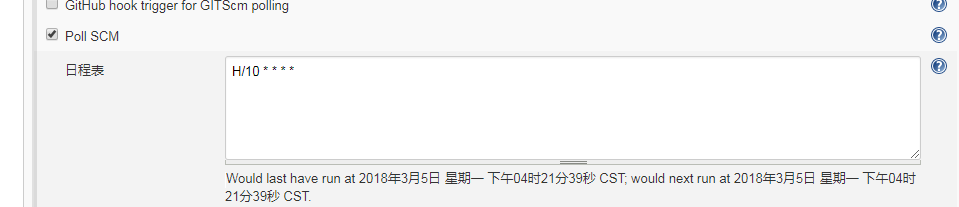 GitHub hook trigger for GITScm polling
Poll SCM
日程表
H/10 * * * *
Would last have run at 2018年3月5日 星期一 下午04时21分39秒 CST; would next run at 2018年3月5日 星期一 下午04时
21分39秒 CST.